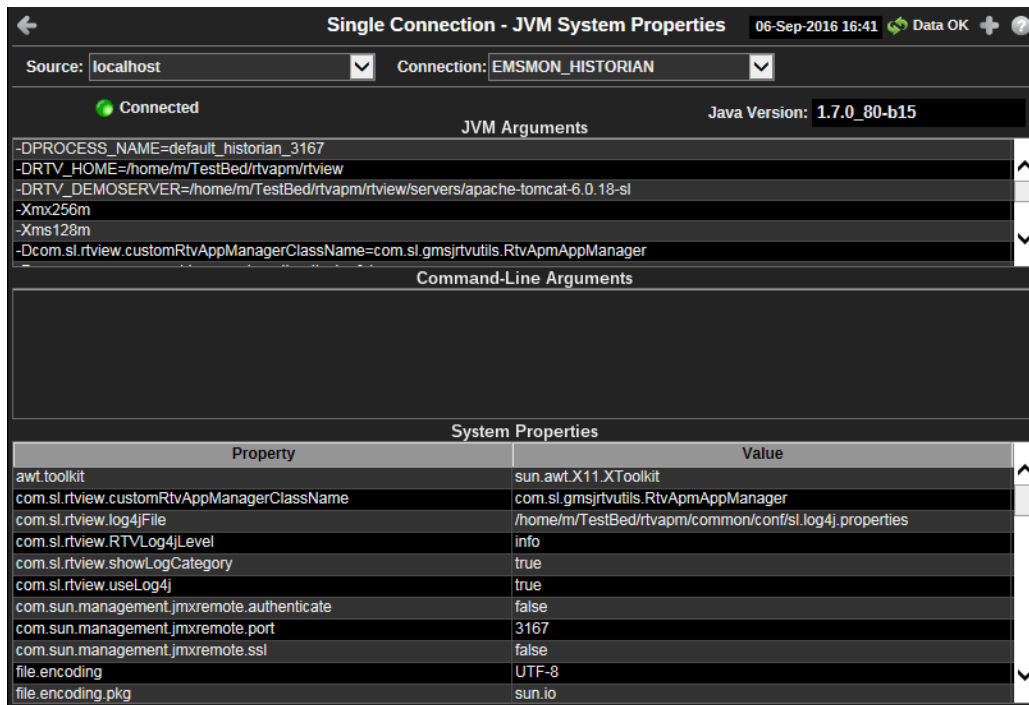 Single Connection - JVM System Properties 06-Sep-2016 16:41 Data OK ?
Source: localhost Connection: EMSMON_HISTORIAN
Connected
Java Version: 1.7.0_80-b15
JVM Arguments
-DPROCESS_NAME=default_historian_3167
-DRTV_HOME=/home/m/TestBed/rtvapm/rtview
-DRTV_DEMOSERVER=/home/m/TestBed/rtvapm/rtview/servers/apache-tomcat-6.0.18-sl
-Xmx256m
-Xms128m
-Dcom.sl.rtview.customRtvAppManagerClassName=com.sl.gmsjrtvutils.RtvApmAppManager
Command-Line Arguments
System Properties
Property Value
awt.toolkit sun.awt.X11.XToolkit
com.sl.rtview.customRtvAppManagerClassName com.sl.gmsjrtvutils.RtvApmAppManager
com.sl.rtview.log4jFile /home/m/TestBed/rtvapm/common/conf/sl.log4j.properties
com.sl.rtview.RTVLog4jLevel info
com.sl.rtview.showLogCategory true
com.sl.rtview.useLog4j true
com.sun.management.jmxremote.authenticate false
com.sun.management.jmxremote.port 3167
com.sun.management.jmxremote.ssl false
file.encoding UTF-8
file.encoding.pkg sun.io